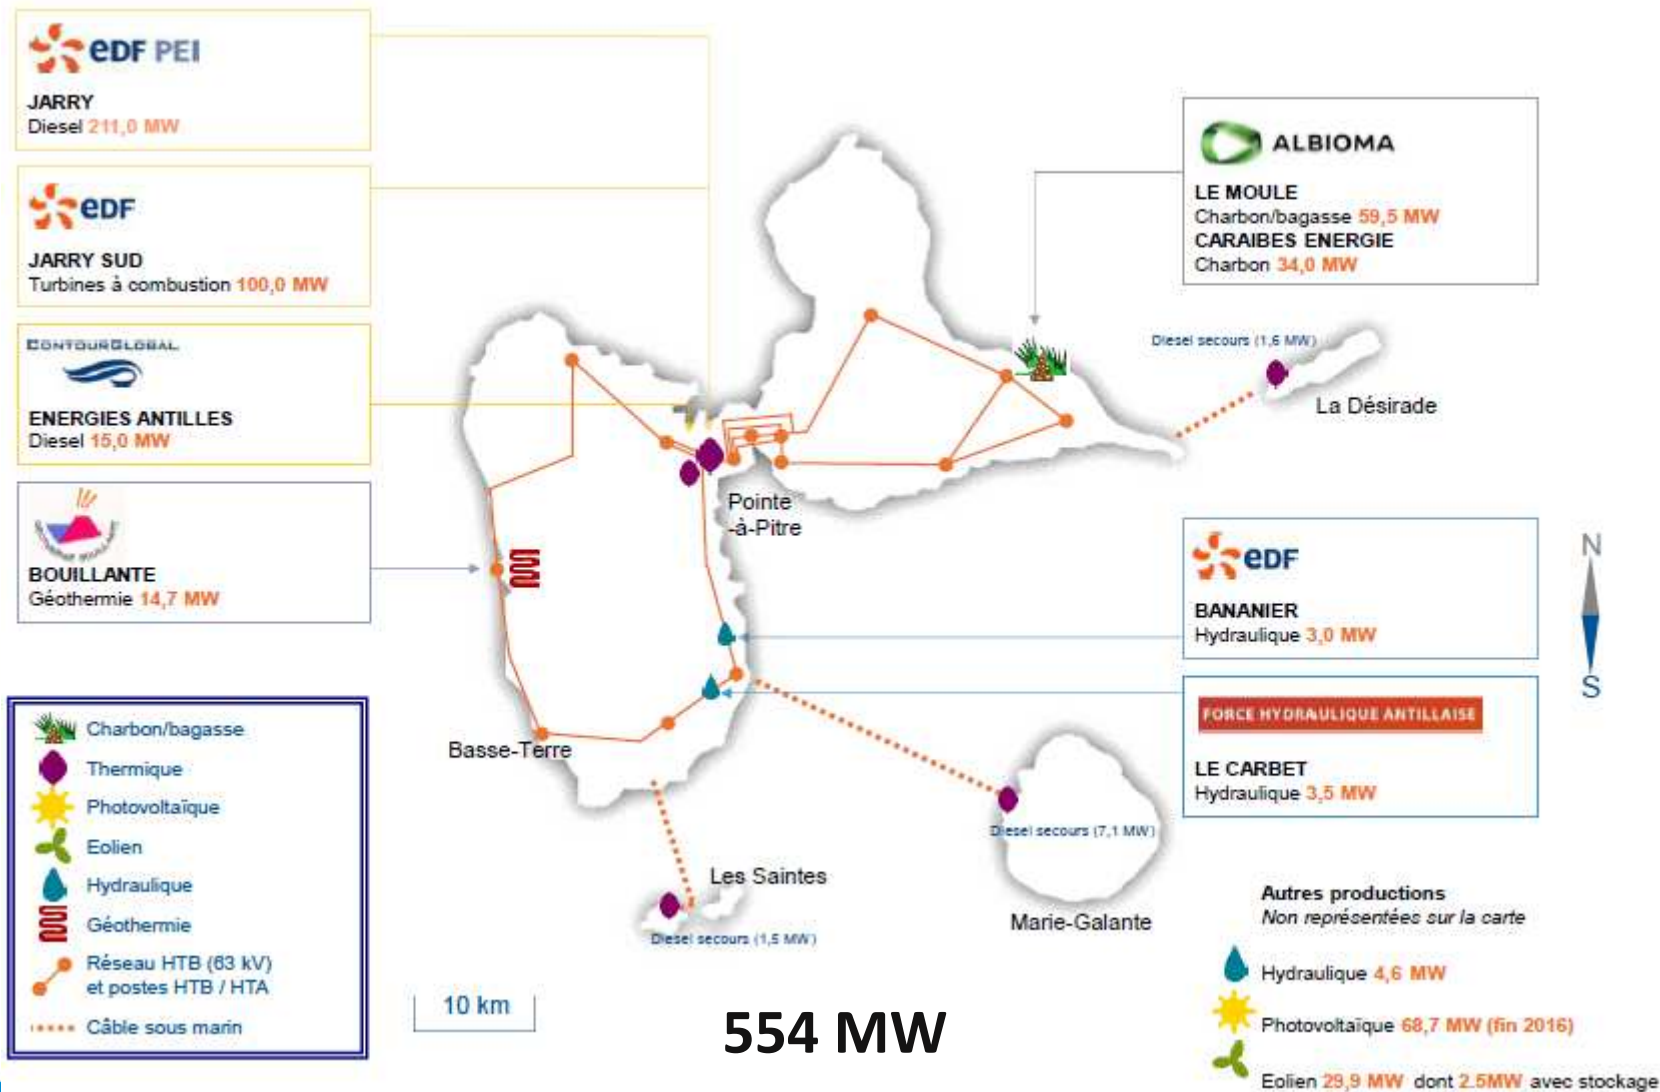 eDF PEI
JARRY
Diesel 211,0 MW
eDF
JARRY SUD
Turbines à combustion 100,0 MW
CONTOURGLOBAL
ENERGIES ANTILLES
Diesel 15,0 MW
BOUILLANTE
Géothermie 14,7 MW
ALBIOMA
LE MOULE
Charbon/bagasse 59,5 MW
CARAIBES ENERGIE
Charbon 34,0 MW
Diesel secours (1,6 MW)
La Désirade
Pointe
-à-Pitre
eDF
BANANIER
Hydraulique 3,0 MW
N
S
FORCE HYDRAULIQUE ANTILLAISE
LE CARBET
Hydraulique 3,5 MW
Basse-Terre
Diesel secours (7,1 MW)
Marie-Galante
Les Saintes
Diesel secours (1,5 MW)
Charbon/bagasse
Thermique
Photovoltaïque
Eolien
Hydraulique
Géothermie
Réseau HTB (63 kV)
et postes HTB / HTA
Câble sous marin
10 km
554 MW
Autres productions
Non représentées sur la carte
Hydraulique 4,6 MW
Photovoltaïque 68,7 MW (fin 2016)
Eolien 29,9 MW dont 2.5MW avec stockage